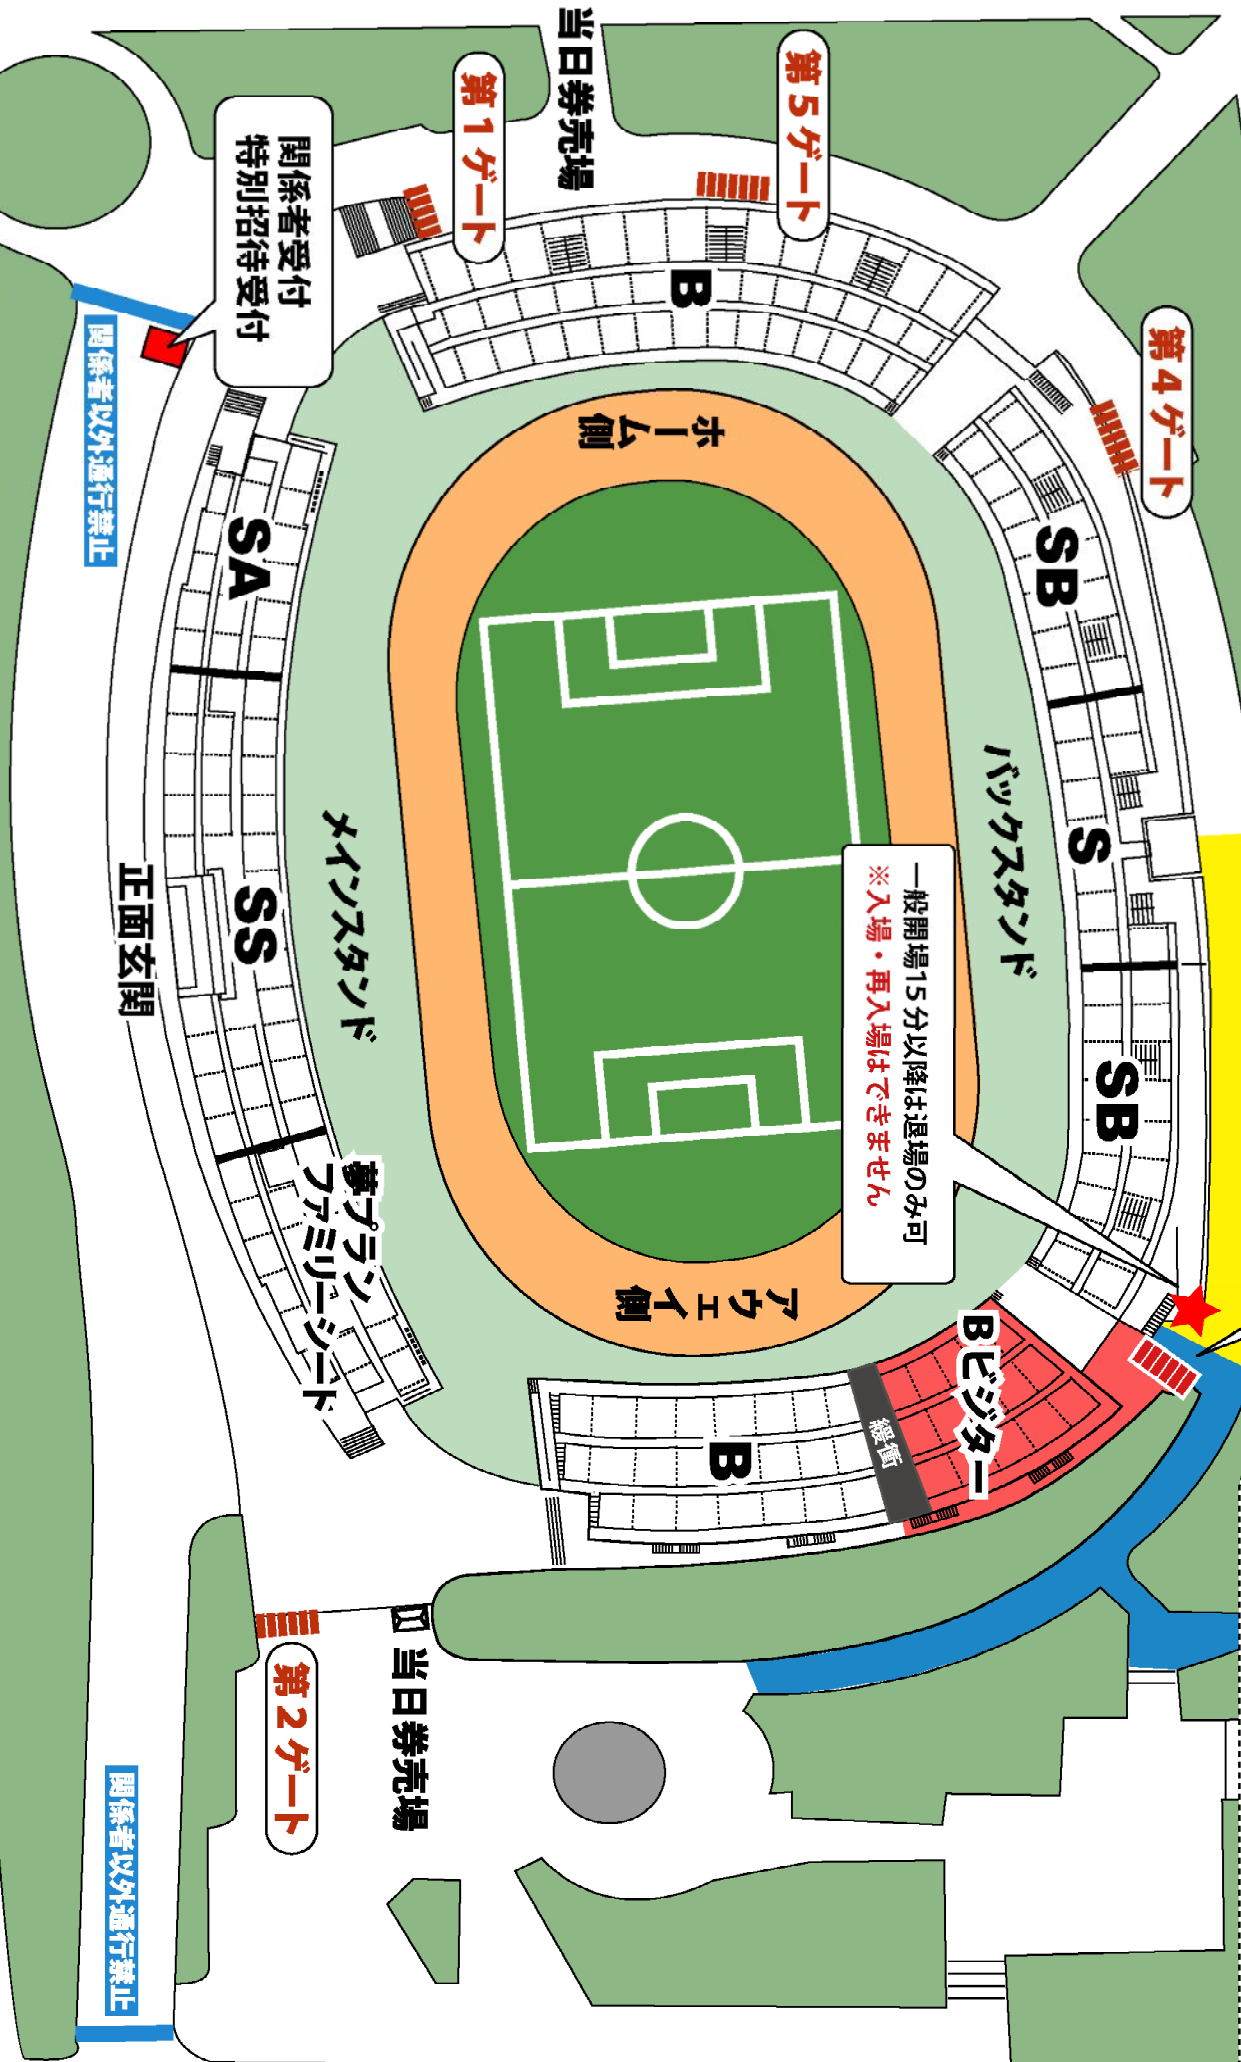 当日券売場
第5ゲート
第1ゲート
関係者受付
特別招待受付
第4ゲート
関係者以外通行禁止
B
ホーム側
SB
SA
バックスタンド
S
メインスタンド
SS
正面玄関
一般開場15分以降は退場のみ可
※入場・再入場はできません
SB
夢プラン
ファミリーシート
アウェイ側
Bビジター
緩衝
B
第2ゲート
当日券売場
関係者以外通行禁止